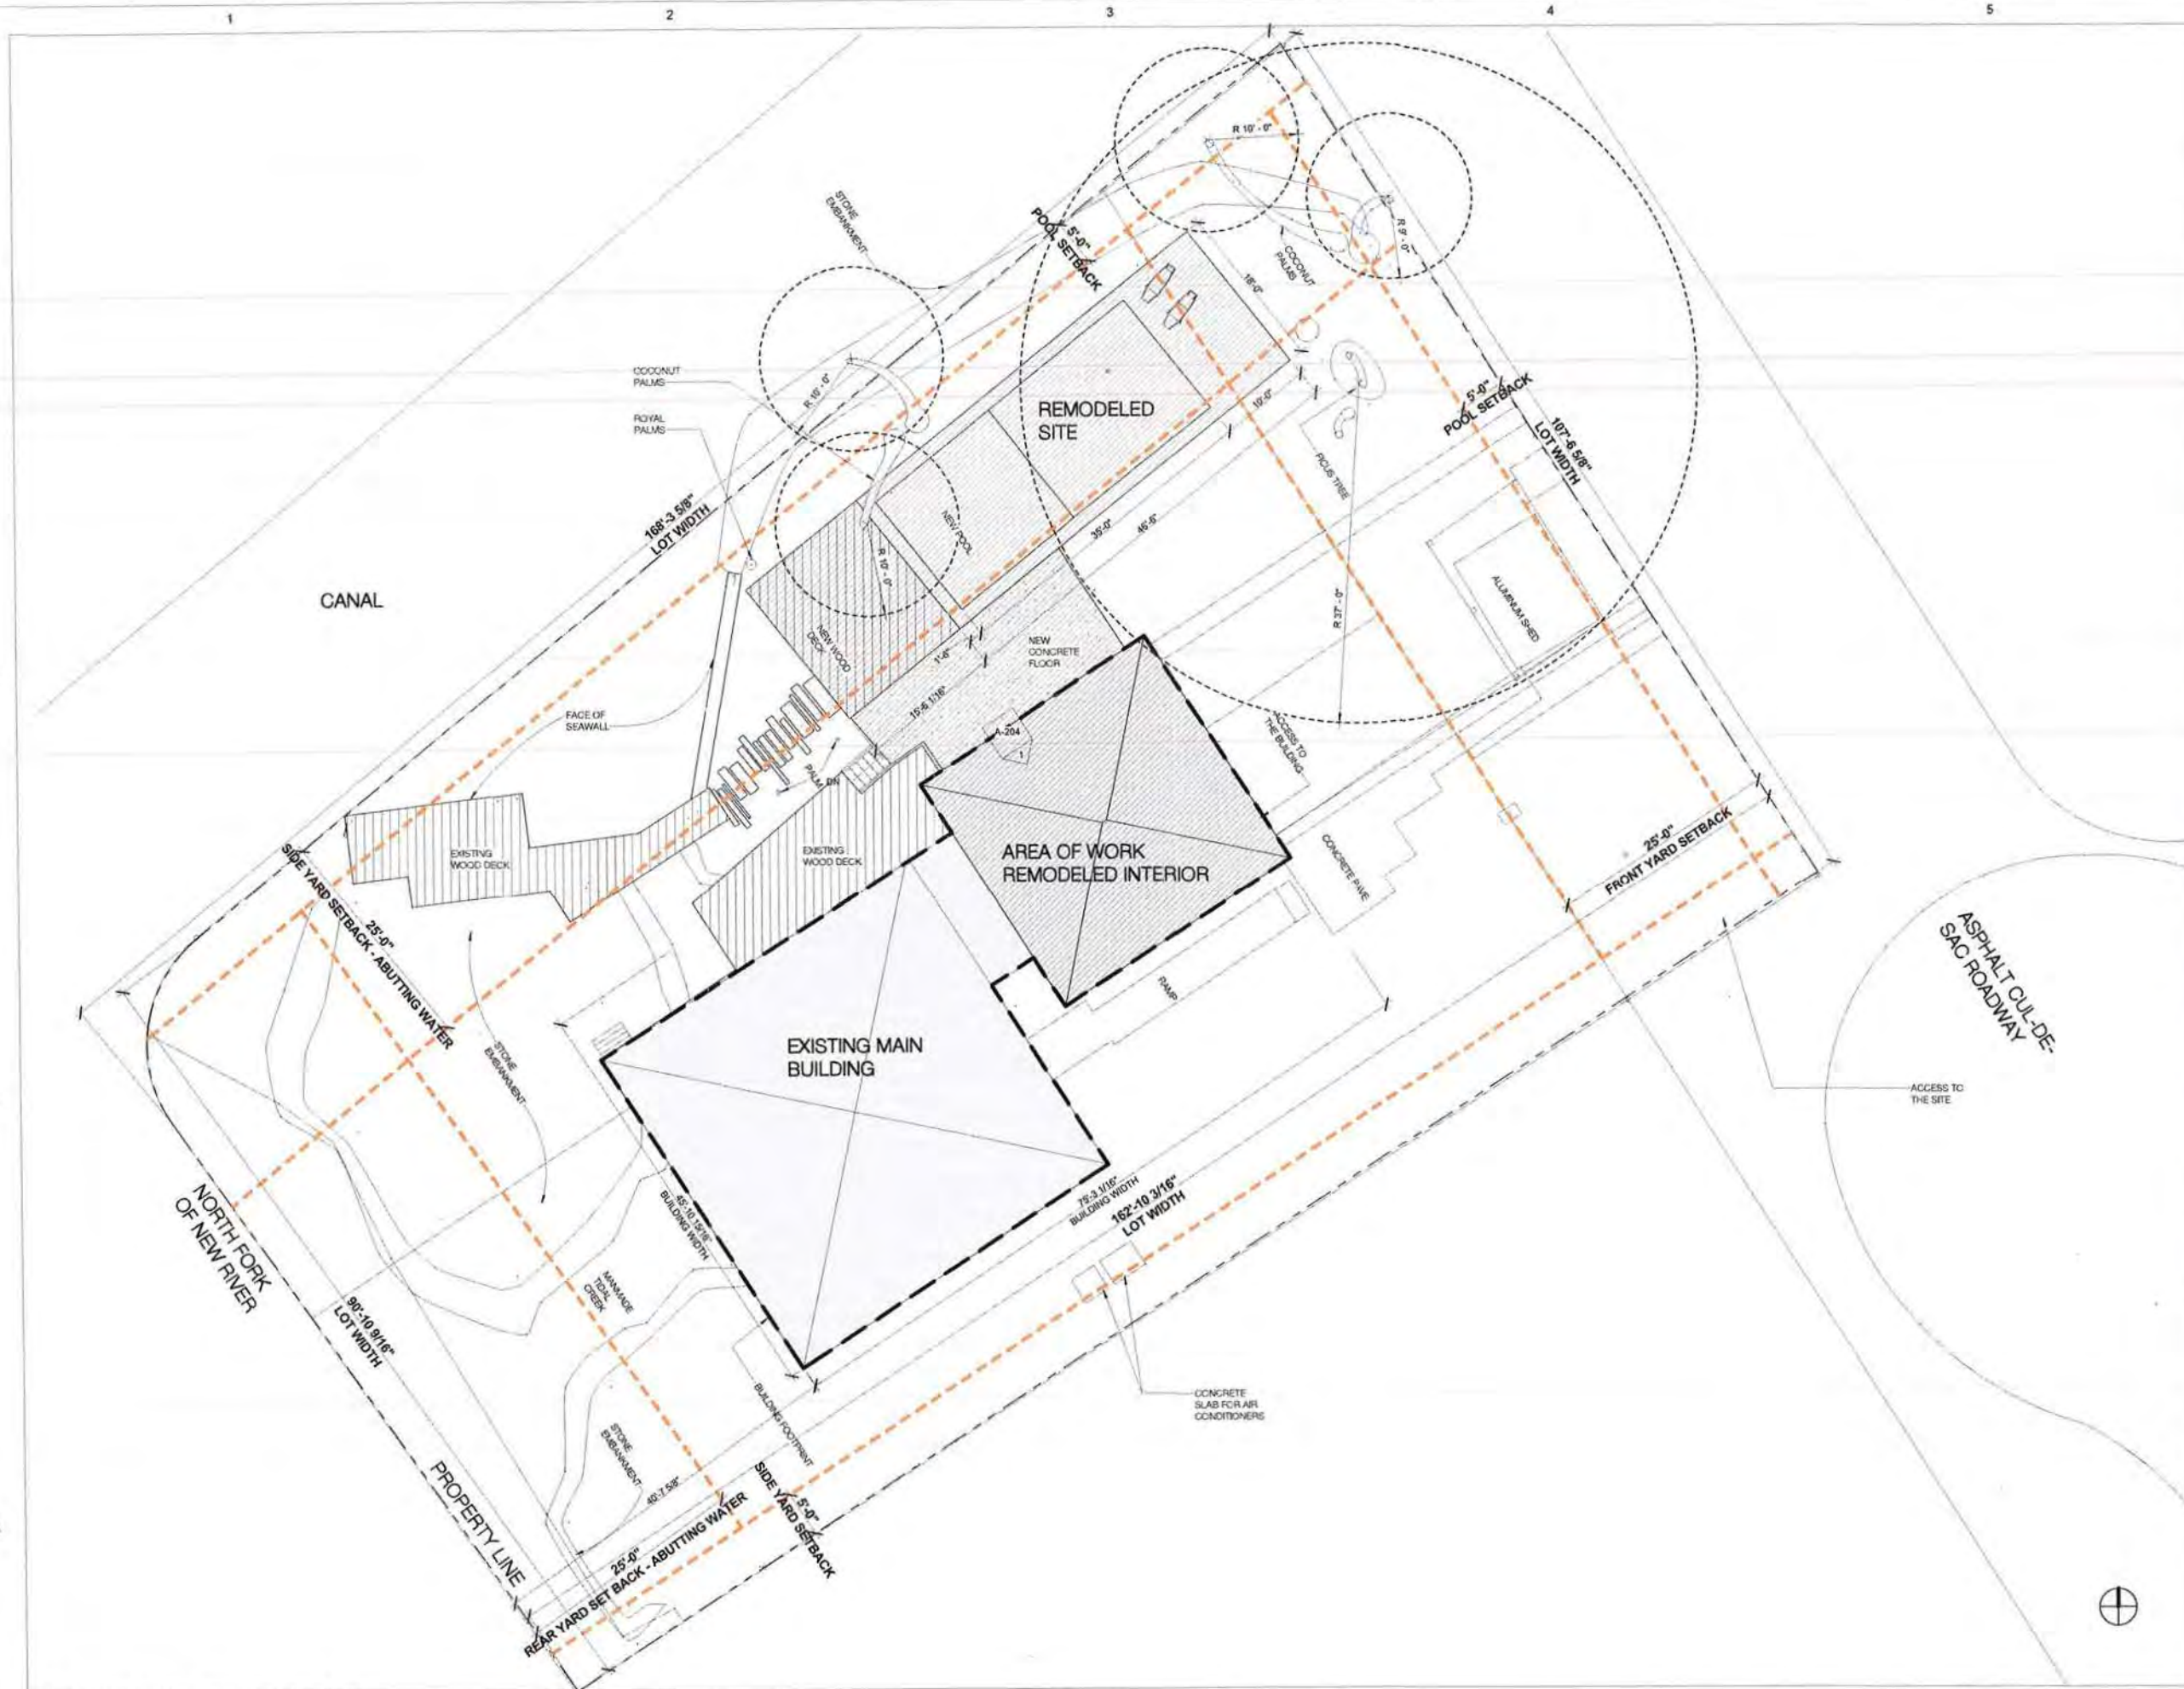 1
2
3
4
5
R 10' - 0"
STONE
EMBANKMENT
POOL SETBACK
5'-0"
R 9' - 0"
COCONUT
PALMS
18'-0"
COCONUT
PALMS
R 10' - 0"
ROYAL
PALMS
REMODELED
SITE
10'-0"
5'-0"
POOL SETBACK
107'-6 5/8"
LOT WIDTH
FICUS TREE
168'-3 5/8"
LOT WIDTH
NEW POOL
35'-0"
46'-6"
R 10' - 0"
CANAL
R 37' - 0"
ALUMINUM SHED
NEW WOOD
DECK
1'-6"
NEW
CONCRETE
FLOOR
15'-6 1/16"
FACE OF
SEAWALL
A-204
1
ACCESS TO
THE BUILDING
PALM
DN
EXISTING
WOOD DECK
EXISTING
WOOD DECK
AREA OF WORK
REMODELED INTERIOR
CONCRETE PAVE
25'-0"
FRONT YARD SETBACK
SIDE YARD SETBACK - ABUTTING WATER
25'-0"
ASPHALT CUL-DE-
SAC ROADWAY
RAMP
STONE
EMBANKMENT
EXISTING MAIN
BUILDING
ACCESS TO
THE SITE
NORTH FORK
OF NEW RIVER
45'-10 15/16"
BUILDING WIDTH
75'-3 1/16"
BUILDING WIDTH
162'-10 3/16"
LOT WIDTH
90'-10 9/16"
LOT WIDTH
MANMADE
TIDAL
CREEK
CONCRETE
SLAB FOR AIR
CONDITIONERS
BUILDING FOOTPRINT
STONE
EMBANKMENT
40'-7 5/8"
PROPERTY LINE
SIDE YARD SETBACK
5'-0"
25'-0"
REAR YARD SET BACK - ABUTTING WATER